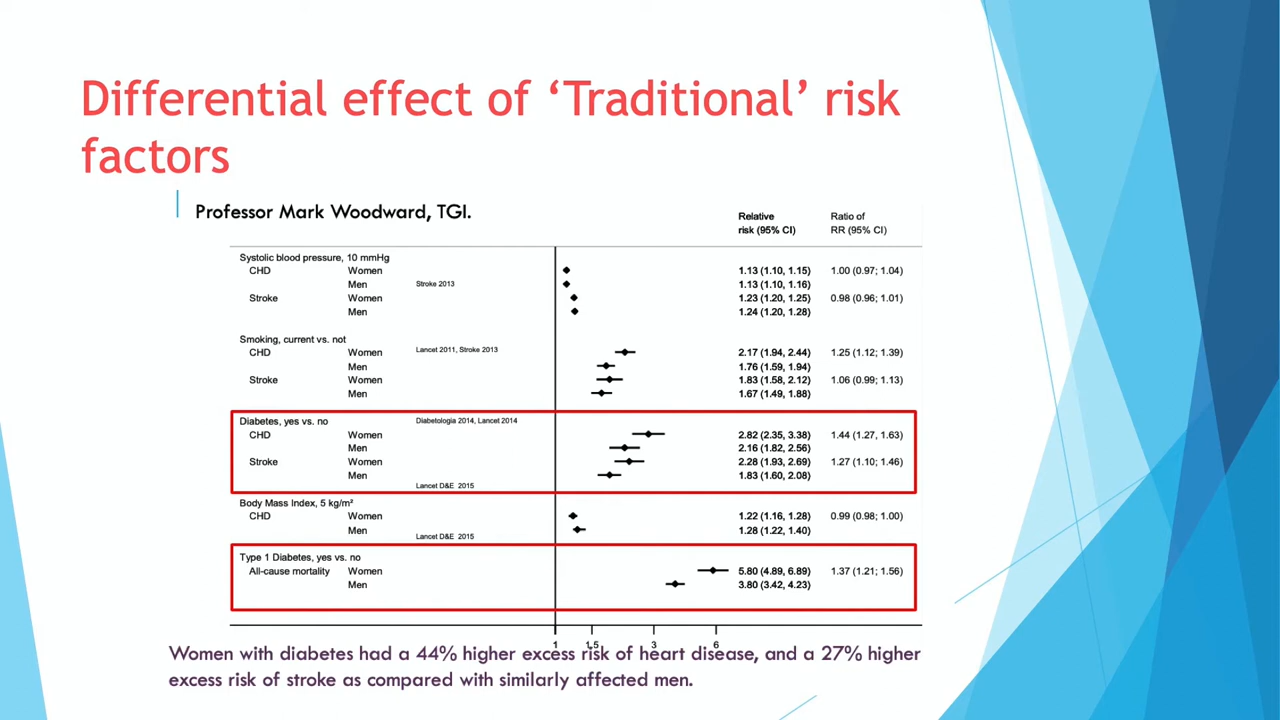 Differential effect of ‘Traditional’ risk
factors
Professor Mark Woodward, TGI.
Relative Ratio of
risk (95% CI) RR (95% CI)
Systolic blood pressure, 10 mmHg
CHD Women 1.13 (1.10, 1.15) 1.00 (0.97; 1.04)
Men Stroke 2013 1.13 (1.10, 1.16)
Stroke Women 1.23 (1.20, 1.25) 0.98 (0.96; 1.01)
Men 1.24 (1.20, 1.28)
Smoking, current vs. not
Lancet 2011, Stroke 2013
CHD Women 2.17 (1.94, 2.44) 1.25 (1.12; 1.39)
Men 1.76 (1.59, 1.94)
Stroke Women 1.83 (1.58, 2.12) 1.06 (0.99; 1.13)
Men 1.67 (1.49, 1.88)
Diabetes, yes vs. no Diabetologia 2014, Lancet 2014
CHD Women 2.82 (2.35, 3.38) 1.44 (1.27, 1.63)
Men 2.16 (1.82, 2.56)
Stroke Women 2.28 (1.93, 2.69) 1.27 (1.10; 1.46)
Men 1.83 (1.60, 2.08)
Lancet D&E 2015
Body Mass Index, 5 kg/m²
CHD Women 1.22 (1.16, 1.28) 0.99 (0.98; 1.00)
Men 1.28 (1.22, 1.40)
Lancet D&E 2015
Type 1 Diabetes, yes vs. no
All-cause mortality Women 5.80 (4.89, 6.89) 1.37 (1.21; 1.56)
Men 3.80 (3.42, 4.23)
1 1.5 3 6
Women with diabetes had a 44% higher excess risk of heart disease, and a 27% higher
excess risk of stroke as compared with similarly affected men.